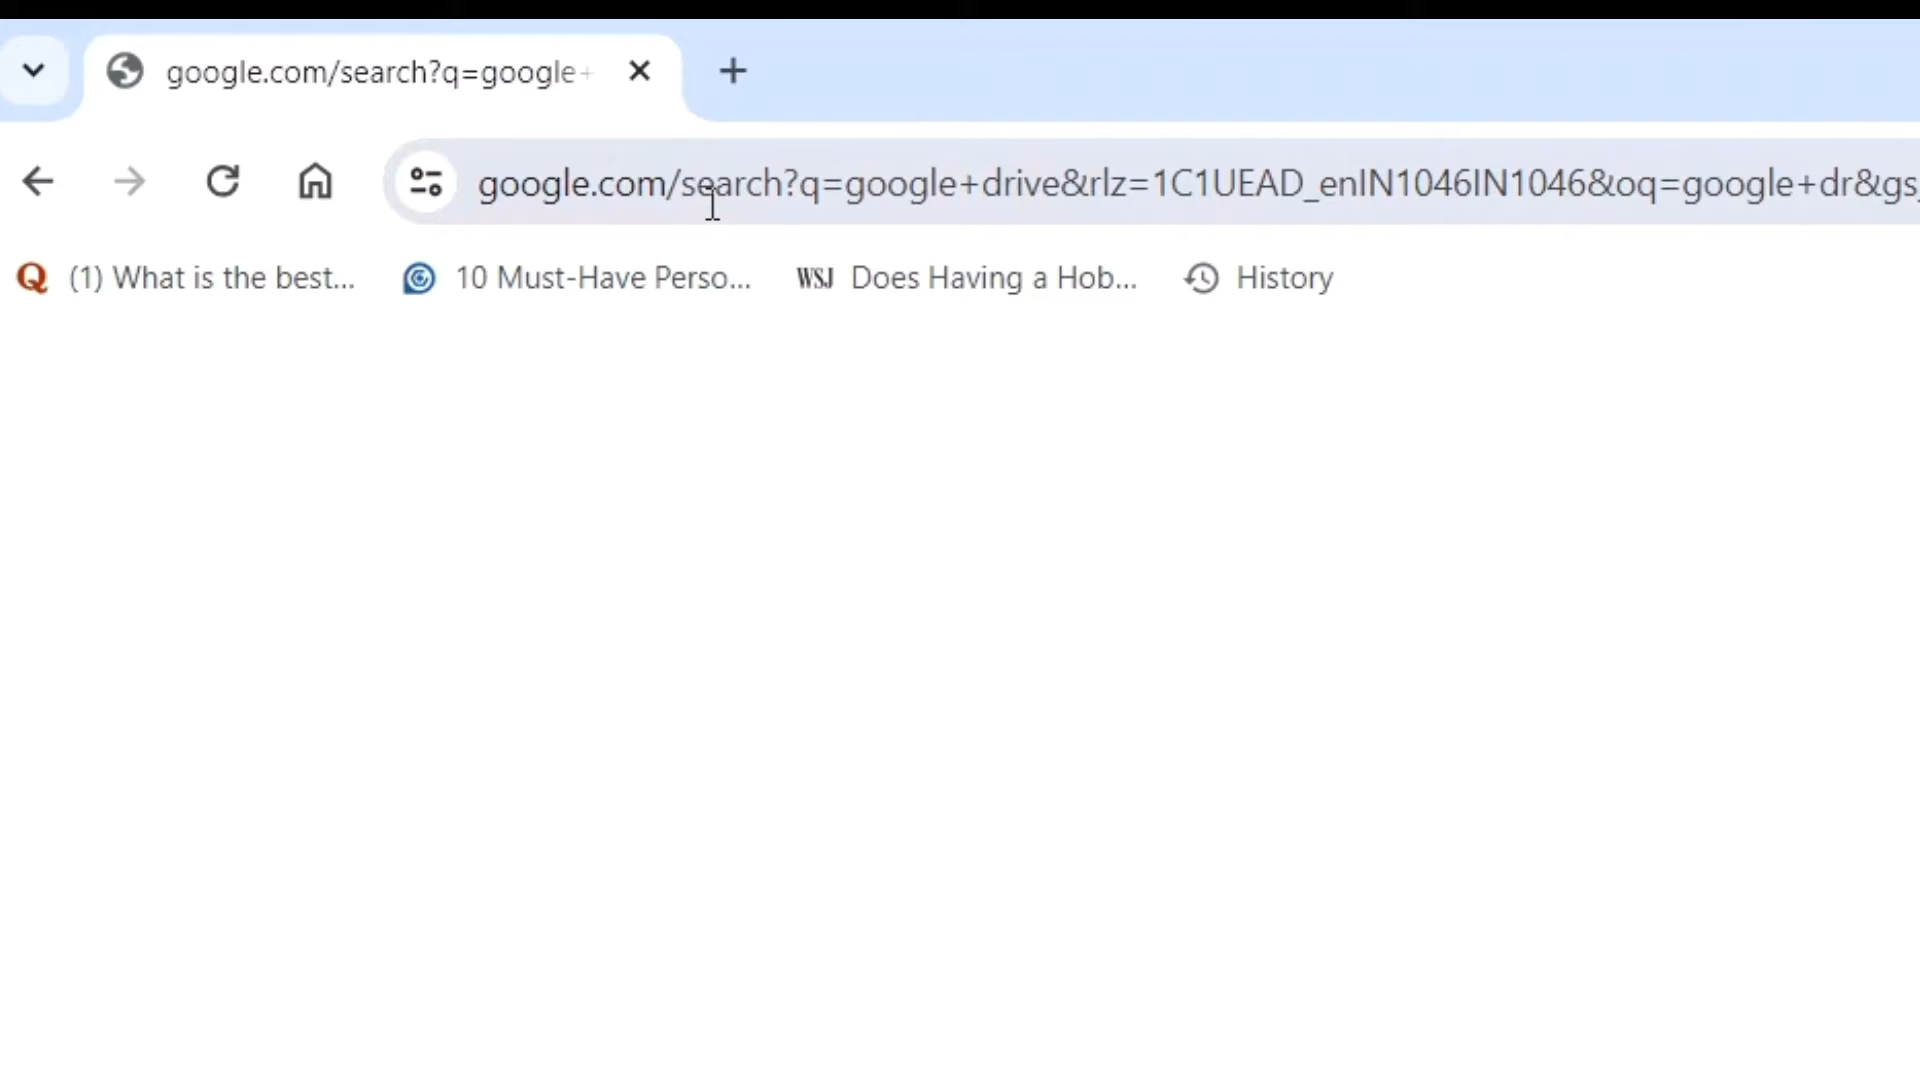 google.com/search?q=google+
google.com/search?q=google+drive&rlz=1C1UEAD_enIN1046IN1046&oq=google+dr&gs_
Q (1) What is the best... 10 Must-Have Perso... WSJ Does Having a Hob... History